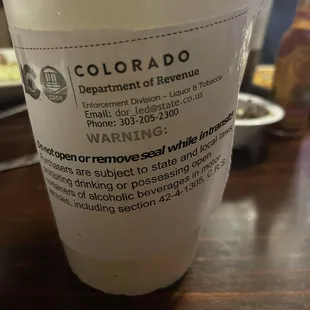 COLORADO
Department of Revenue
Enforcement Division – Liquor & Tobacco
Email: dor_led@state.co.us
Phone: 303-205-2300
WARNING:
Do not open or remove seal while in transit
Purchasers are subject to state and local laws
prohibiting drinking or possessing open
containers of alcoholic beverages in motor
vehicles, including section 42-4-1305, C.R.S.